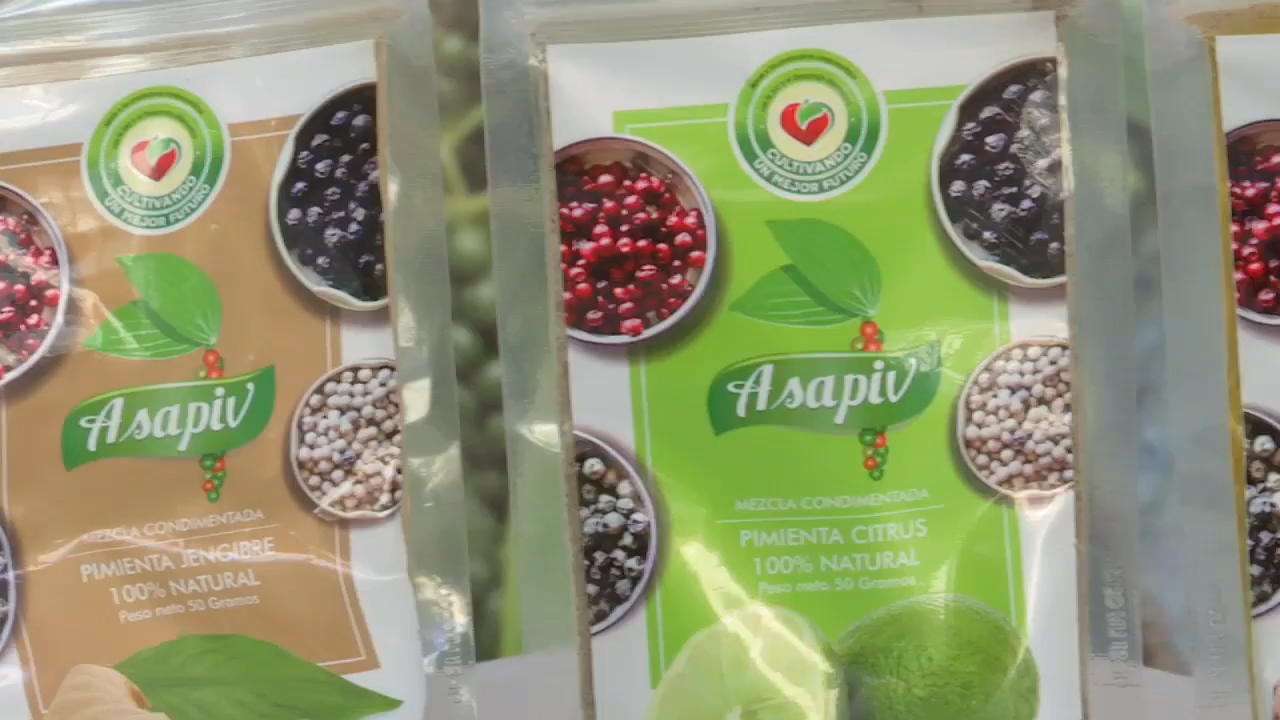 CULTIVANDO
UN MEJOR FUTURO
Asapiv
MEZCLA CONDIMENTADA
PIMIENTA JENGIBRE
100% NATURAL
Peso neto 50 Gramos
CULTIVANDO
UN MEJOR FUTURO
Asapiv
MEZCLA CONDIMENTADA
PIMIENTA CITRUS
100% NATURAL
Peso neto 50 Gramos